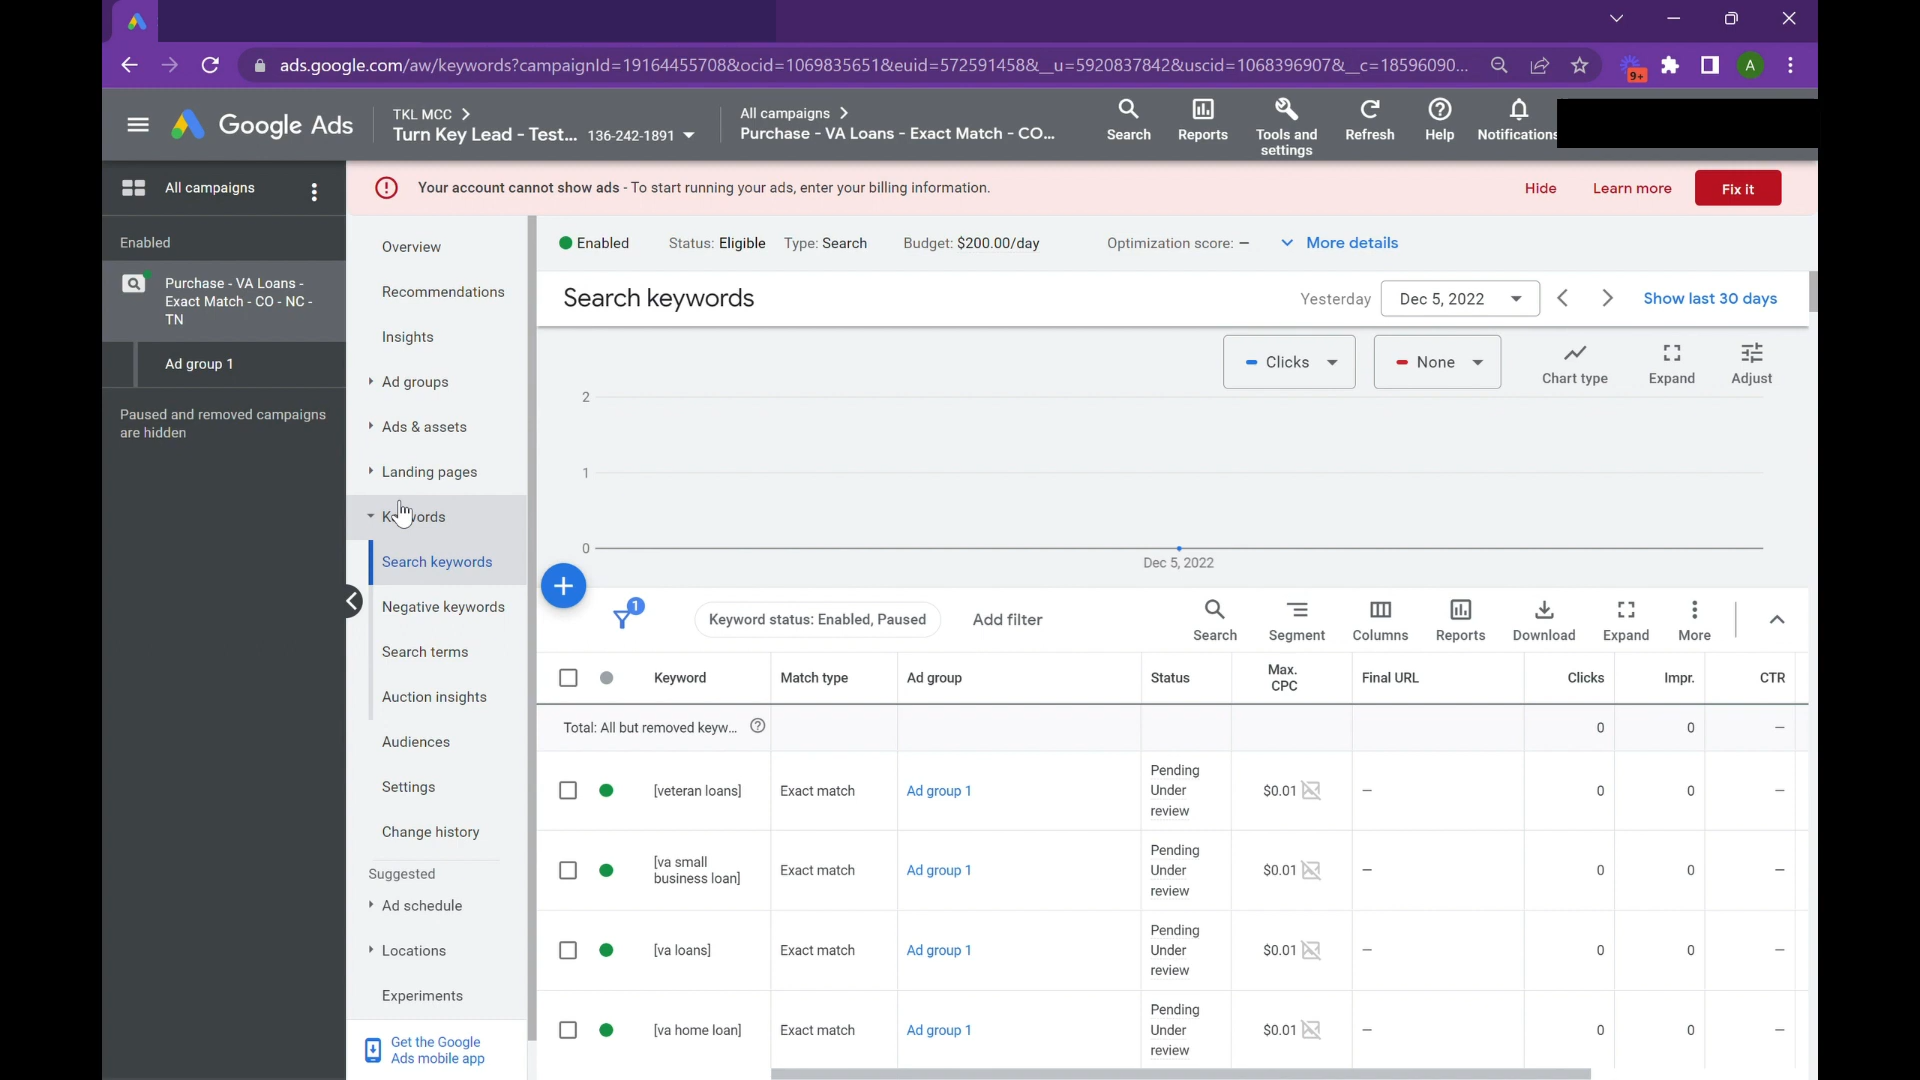 ads.google.com/aw/keywords?campaignId=19164455708&ocid=1069835651&euid=572591458&__u=5920837842&uscid=1068396907&__c=18596090...
9+
A
Google Ads
TKL MCC
Turn Key Lead - Test... 136-242-1891
All campaigns
Purchase - VA Loans - Exact Match - CO...
Search
Reports
Tools and
settings
Refresh
Help
Notifications
All campaigns
Your account cannot show ads - To start running your ads, enter your billing information.
Hide
Learn more
Fix it
Enabled
Purchase - VA Loans -
Exact Match - CO - NC -
TN
Ad group 1
Paused and removed campaigns
are hidden
Overview
Recommendations
Insights
Ad groups
Ads & assets
Landing pages
Keywords
Search keywords
Negative keywords
Search terms
Auction insights
Audiences
Settings
Change history
Suggested
Ad schedule
Locations
Experiments
Get the Google
Ads mobile app
Enabled
Status: Eligible
Type: Search
Budget: $200.00/day
Optimization score: –
More details
Search keywords
Yesterday
Dec 5, 2022
Show last 30 days
Clicks
None
Chart type
Expand
Adjust
2
1
0
Dec 5, 2022
1
Keyword status: Enabled, Paused
Add filter
Search
Segment
Columns
Reports
Download
Expand
More
Keyword
Match type
Ad group
Status
Max.
CPC
Final URL
Clicks
Impr.
CTR
Total: All but removed keyw...
0
0
–
[veteran loans]
Exact match
Ad group 1
Pending
Under
review
$0.01
–
0
0
–
[va small
business loan]
Exact match
Ad group 1
Pending
Under
review
$0.01
–
0
0
–
[va loans]
Exact match
Ad group 1
Pending
Under
review
$0.01
–
0
0
–
[va home loan]
Exact match
Ad group 1
Pending
Under
review
$0.01
–
0
0
–